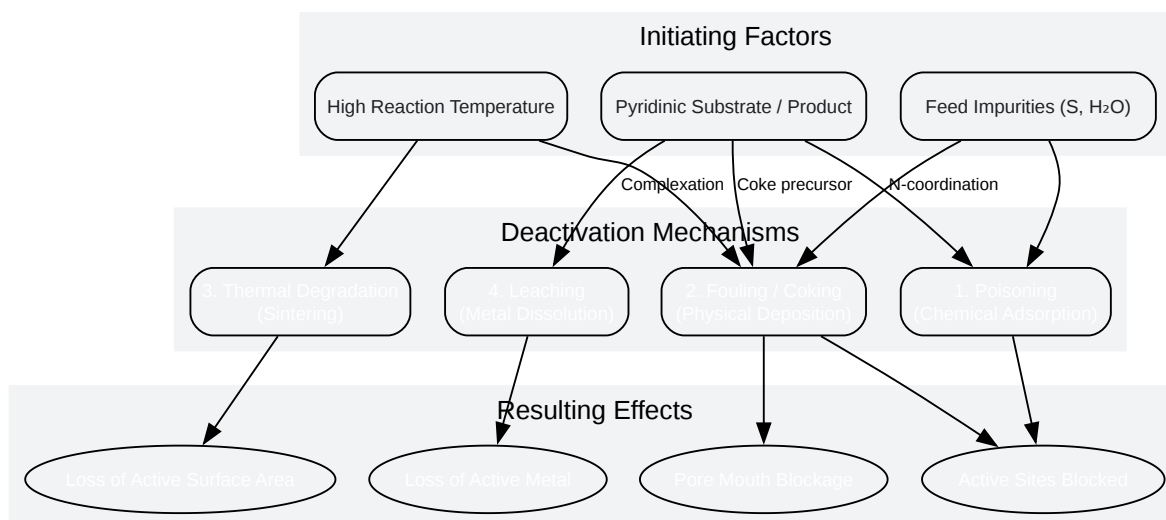 Initiating Factors
High Reaction Temperature
Pyridinic Substrate / Product
Feed Impurities (S, H₂O)
Complexation
Coke precursor
N-coordination
Deactivation Mechanisms
3. Thermal Degradation
(Sintering)
4. Leaching
(Metal Dissolution)
2. Fouling / Coking
(Physical Deposition)
1. Poisoning
(Chemical Adsorption)
Resulting Effects
Loss of Active Surface Area
Loss of Active Metal
Pore Mouth Blockage
Active Sites Blocked